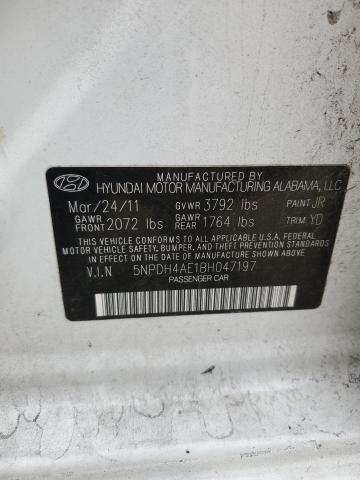 MANUFACTURED BY
HYUNDAI MOTOR MANUFACTURING ALABAMA, LLC
Mar/24/11 GVWR 3792 lbs PAINT JR
GAWR FRONT 2072 lbs GAWR REAR 1764 lbs TRIM YD
THIS VEHICLE CONFORMS TO ALL APPLICABLE U.S. FEDERAL
MOTOR VEHICLE SAFETY, BUMPER, AND THEFT PREVENTION
STANDARDS IN EFFECT ON THE DATE OF MANUFACTURE SHOWN ABOVE.
V.I.N 5NPDH4AE1BH047197
PASSENGER CAR